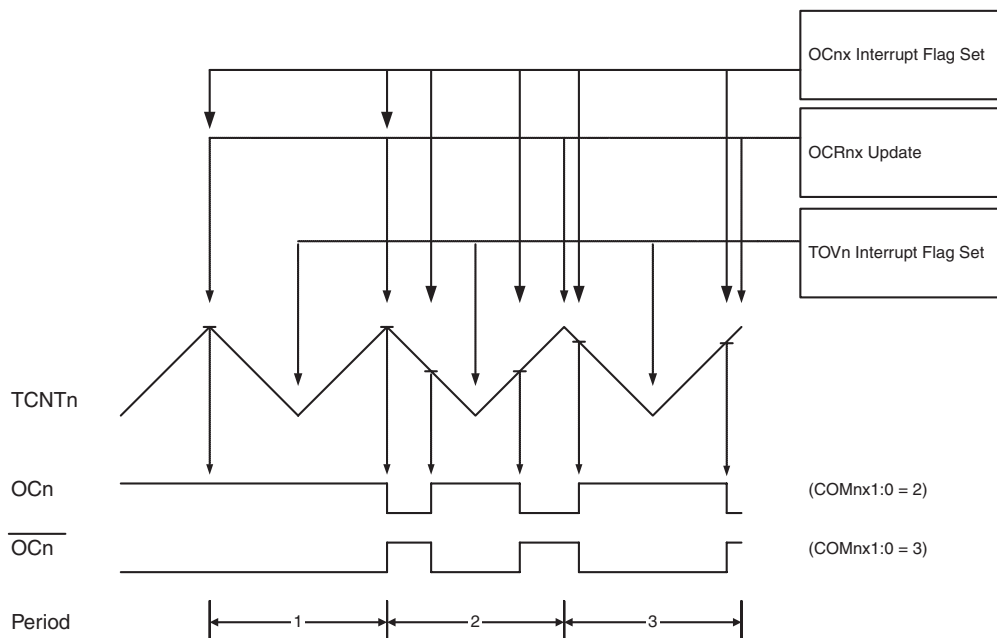 OCnx Interrupt Flag Set
OCRnx Update
TOVn Interrupt Flag Set
TCNTn
OCn
(COMnx1:0 = 2)
OCn
(COMnx1:0 = 3)
Period
1
2
3